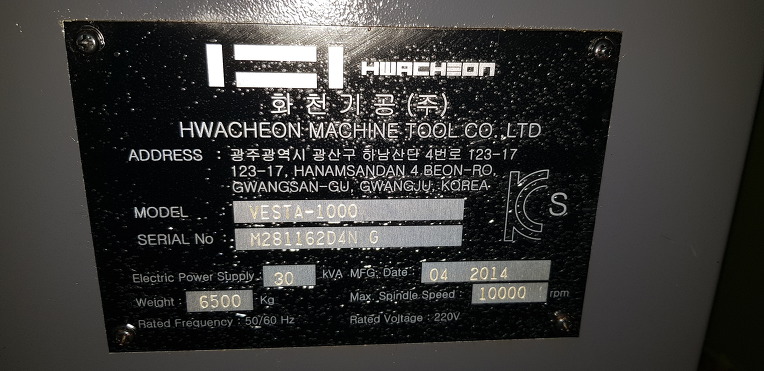 HWACHEON
화천기공(주)
HWACHEON MACHINE TOOL CO.,LTD
ADDRESS : 광주광역시 광산구 하남산단 4번로 123-17
123-17, HANAMSANDAN 4 BEON-RO,
GWANGSAN-GU, GWANGJU, KOREA
MODEL VESTA-1000
SERIAL No M281162D4N G
S
Electric Power Supply : 30 kVA MFG. Date : 04 2014
Weight : 6500 Kg Max. Spindle Speed : 10000 rpm
Rated Frequency : 50/60 Hz Rated Voltage : 220V